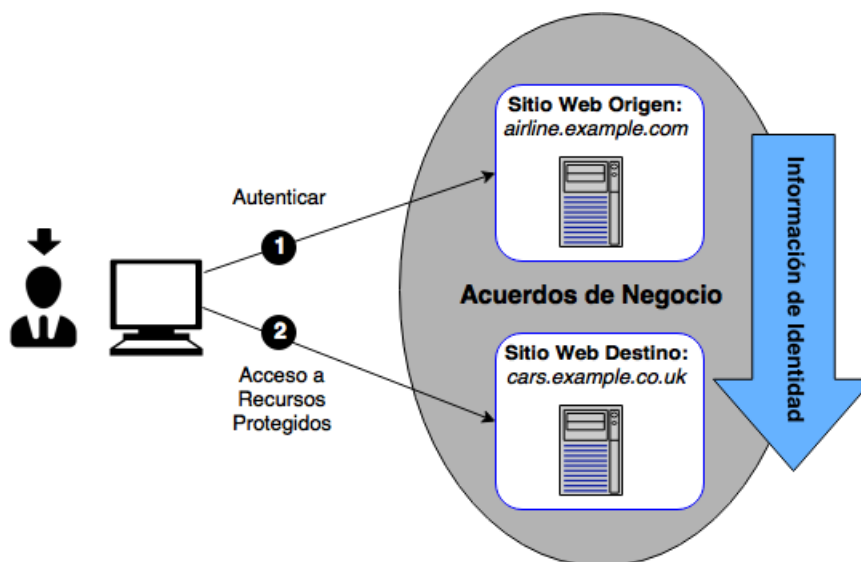 Sitio Web Origen:
airline.example.com
Autenticar
1
Acuerdos de Negocio
2
Sitio Web Destino:
cars.example.co.uk
Acceso a
Recursos
Protegidos
Información de Identidad